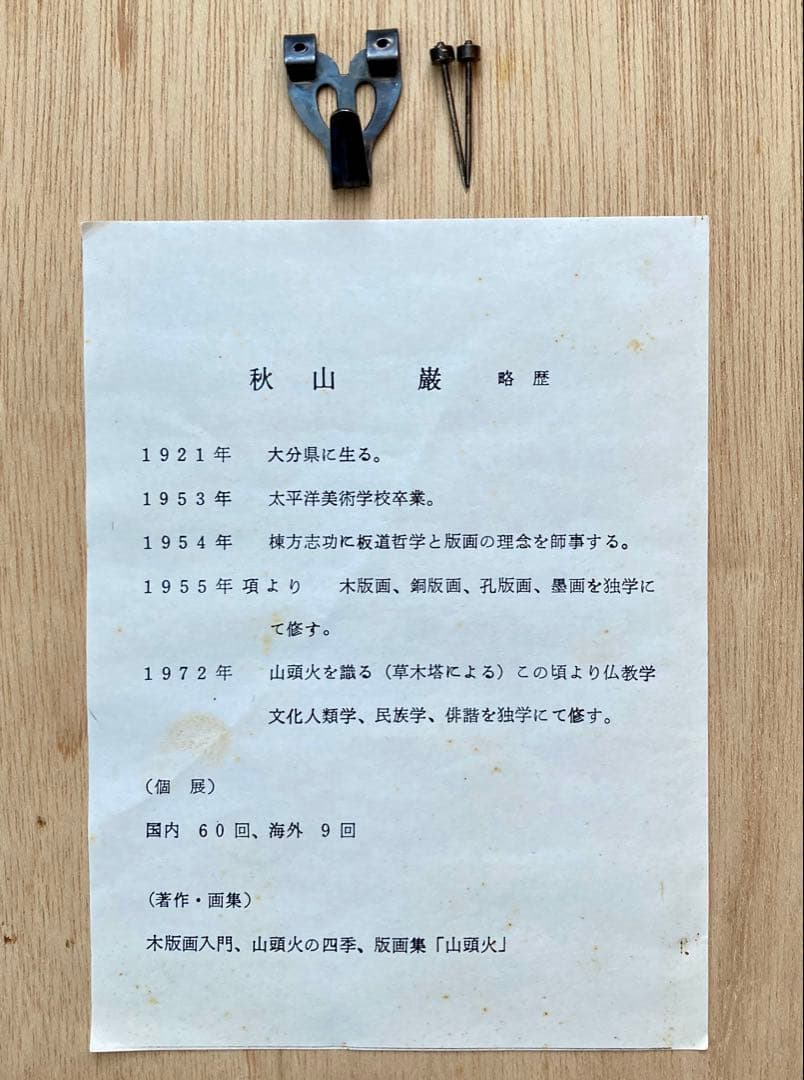 秋 山 巌 略 歴
1921年 大分県に生る。
1953年 太平洋美術学校卒業。
1954年 棟方志功に板道哲学と版画の理念を師事する。
1955年項より 木版画、銅版画、孔版画、墨画を独学に
て修す。
1972年 山頭火を識る（草木塔による）この頃より仏教学
文化人類学、民族学、俳諧を独学にて修す。
（個 展）
国内 60回、海外 9回
（著作・画集）
木版画入門、山頭火の四季、版画集「山頭火」